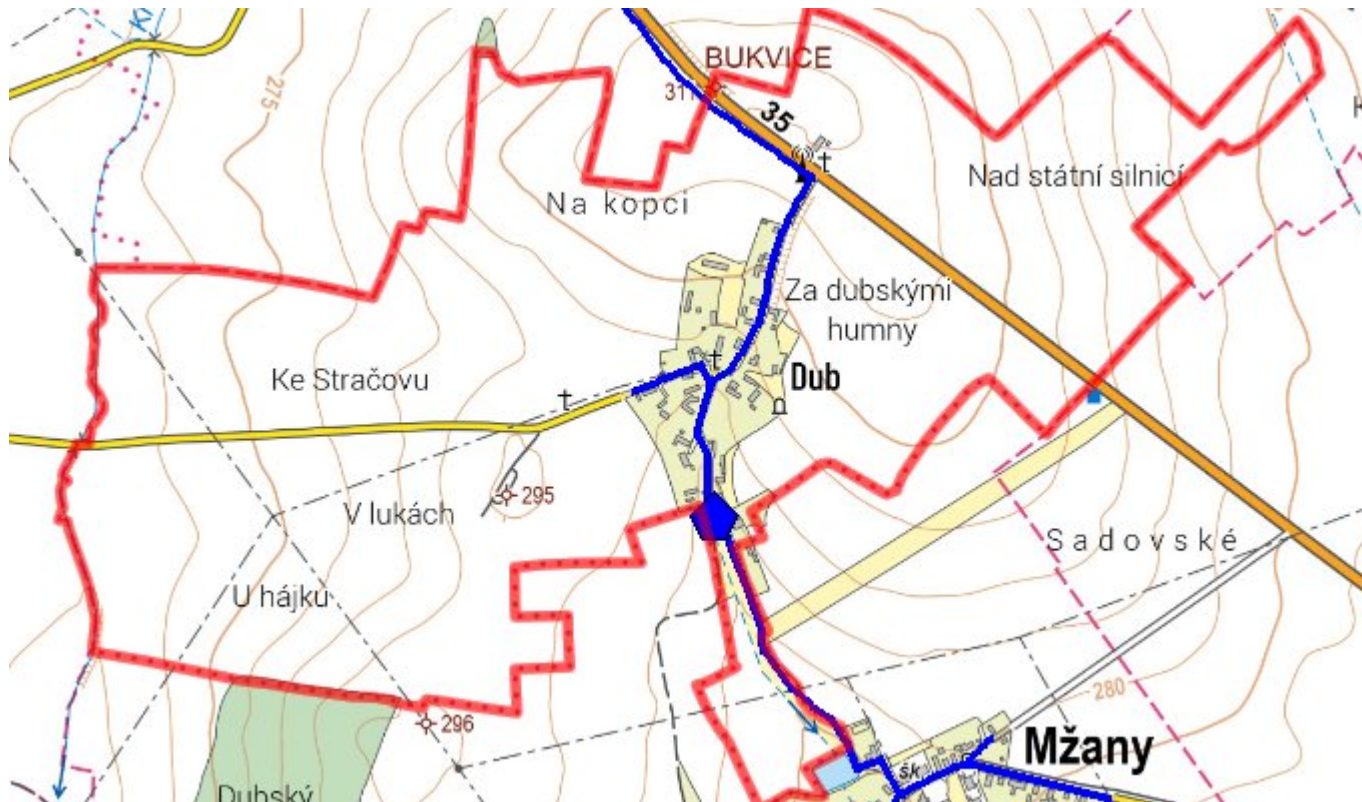 BUKVICE
275
311
35
Na kopci
Nad státní silnicí
Za dubskými
humny
Ke Stračovu
Dub
295
V lukách
Sadovské
U hájku
280
296
Mžany
šk
Dubský